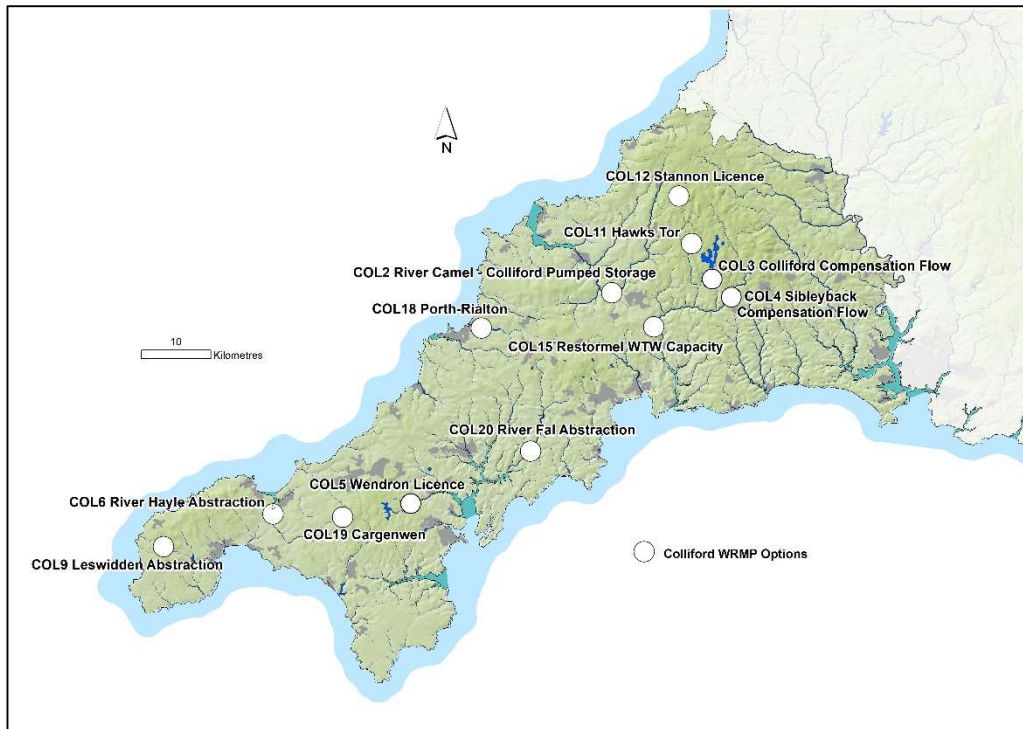 N
COL12 Stannon Licence
COL11 Hawks Tor
COL2 River Camel - Colliford Pumped Storage
COL3 Colliford Compensation Flow
COL4 Sibleyback
Compensation Flow
COL18 Porth-Rialton
COL15 Restormel WTW Capacity
10
Kilometres
COL20 River Fal Abstraction
COL5 Wendron Licence
COL6 River Hayle Abstraction
COL19 Cargenwen
COL9 Leswidden Abstraction
Colliford WRMP Options